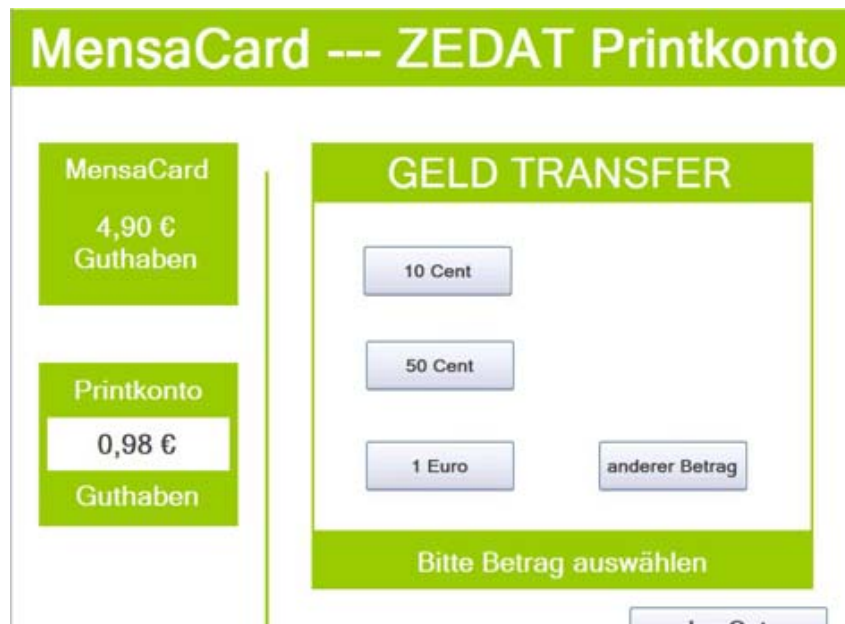 MensaCard --- ZEDAT Printkonto
MensaCard
4,90 €
Guthaben
Printkonto
0,98 €
Guthaben
GELD TRANSFER
10 Cent
50 Cent
1 Euro
anderer Betrag
Bitte Betrag auswählen